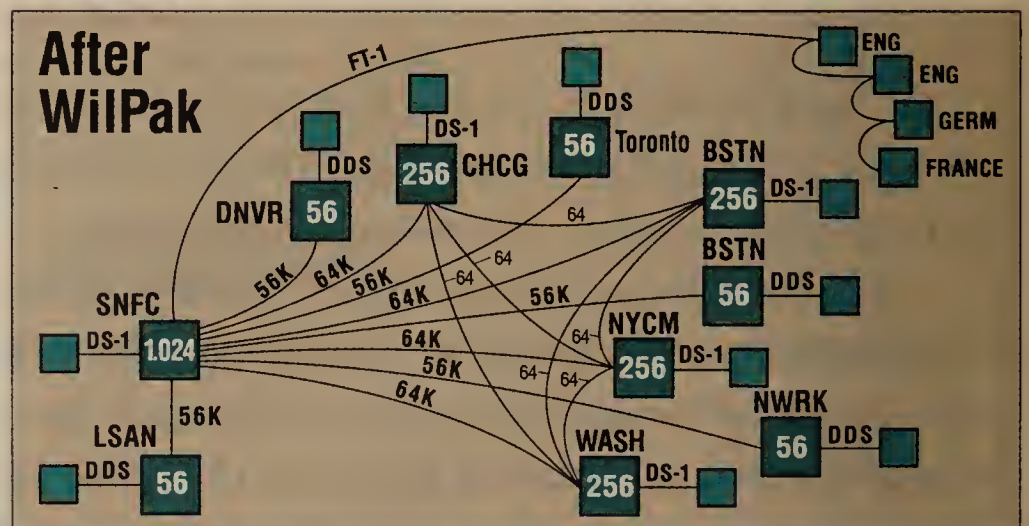 After
WilPak
FT-1
ENG
ENG
GERM
FRANCE
DDS
Toronto
56
DS-1
CHCG
256
DDS
DNVR
56
BSTN
256
DS-1
BSTN
56
DDS
64
64
64
56K
64K
56K
64K
56K
64K
56K
64K
64
64
64
SNFC
DS-1
1.024
56K
LSAN
DDS
56
NYCM
256
DS-1
NWRK
56
DDS
WASH
256
DS-1